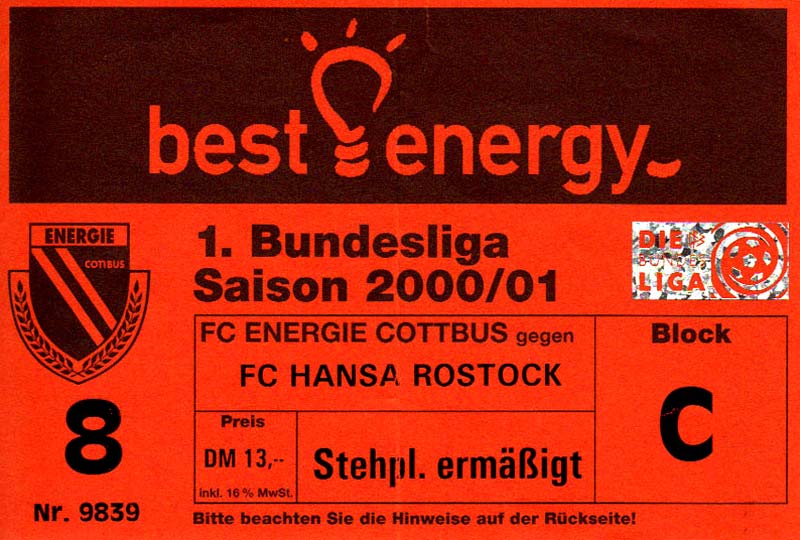 best energy
ENERGIE
COTTBUS
1. Bundesliga
Saison 2000/01
DIE
BUNDES
LIGA
FC ENERGIE COTTBUS gegen
FC HANSA ROSTOCK
Block
C
8
Preis
DM 13,--
inkl. 16 % MwSt.
Stehpl. ermäßigt
Nr. 9839
Bitte beachten Sie die Hinweise auf der Rückseite!